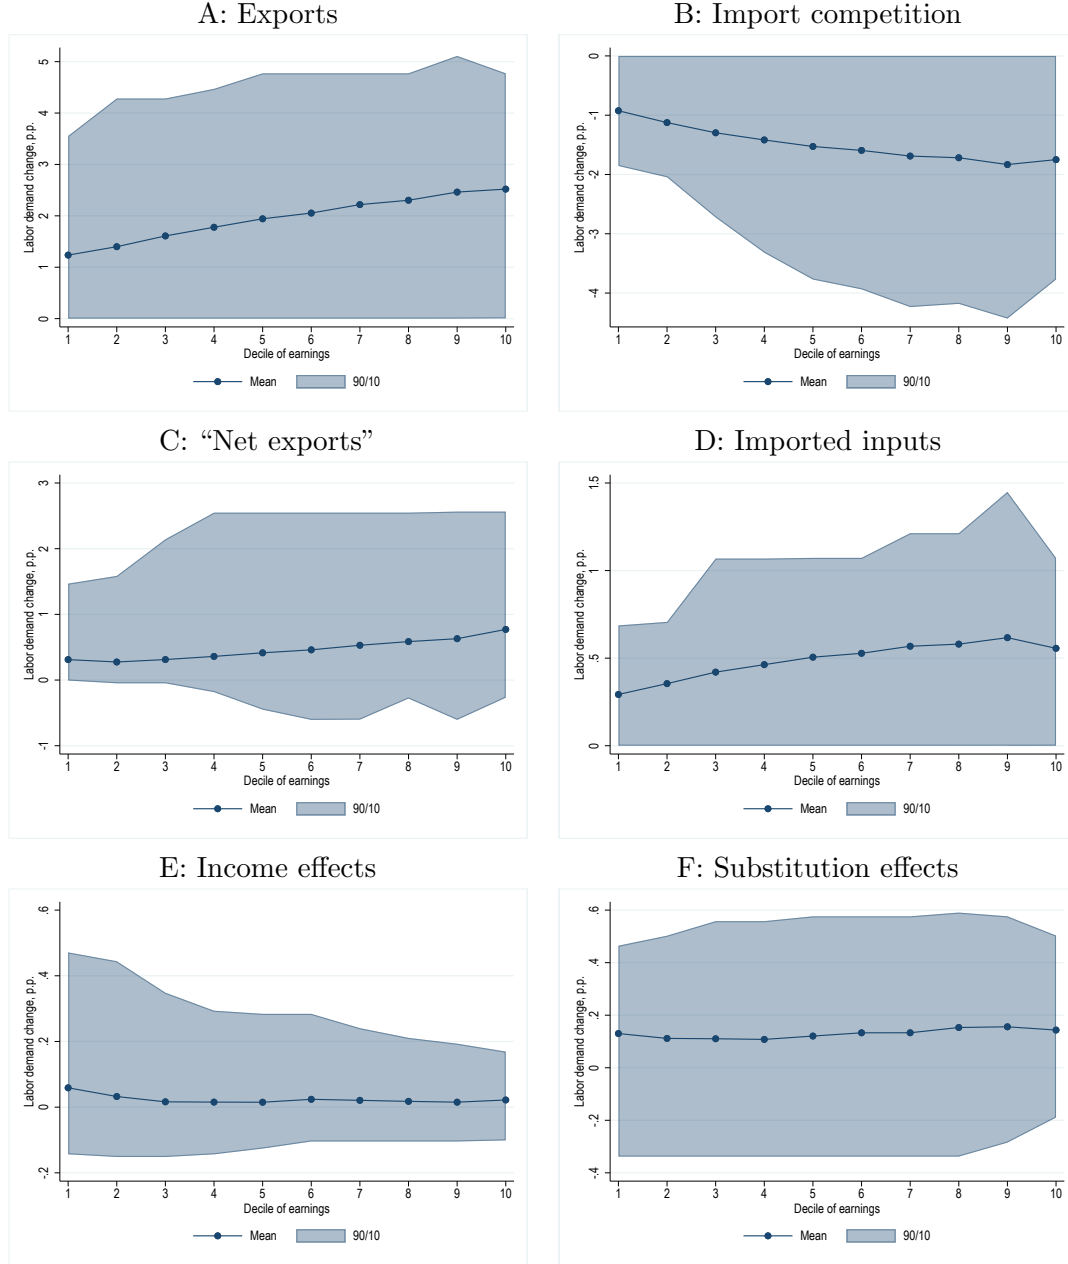 A: Exports
Labor demand change, p.p.
5
4
3
2
1
0
1 2 3 4 5 6 7 8 9 10
Decile of earnings
Mean 90/10
B: Import competition
Labor demand change, p.p.
0
-1
-2
-3
-4
1 2 3 4 5 6 7 8 9 10
Decile of earnings
Mean 90/10
C: “Net exports”
Labor demand change, p.p.
3
2
1
0
-1
1 2 3 4 5 6 7 8 9 10
Decile of earnings
Mean 90/10
D: Imported inputs
Labor demand change, p.p.
1.5
1
.5
0
1 2 3 4 5 6 7 8 9 10
Decile of earnings
Mean 90/10
E: Income effects
Labor demand change, p.p.
.6
.4
.2
0
-.2
1 2 3 4 5 6 7 8 9 10
Decile of earnings
Mean 90/10
F: Substitution effects
Labor demand change, p.p.
.6
.4
.2
0
-.2
-.4
1 2 3 4 5 6 7 8 9 10
Decile of earnings
Mean 90/10